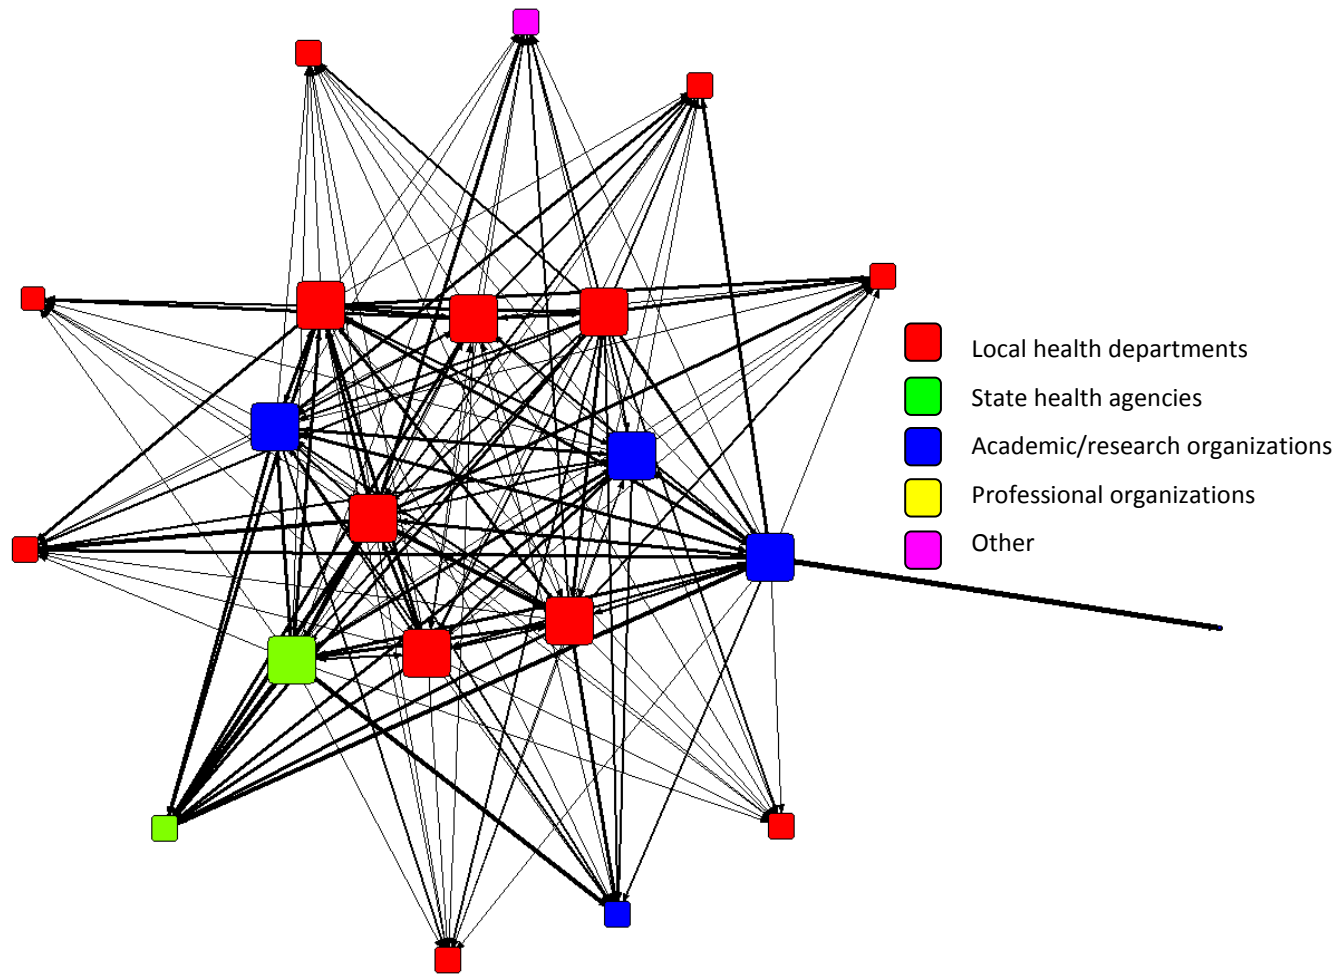 Local health departments
State health agencies
Academic/research organizations
Professional organizations
Other